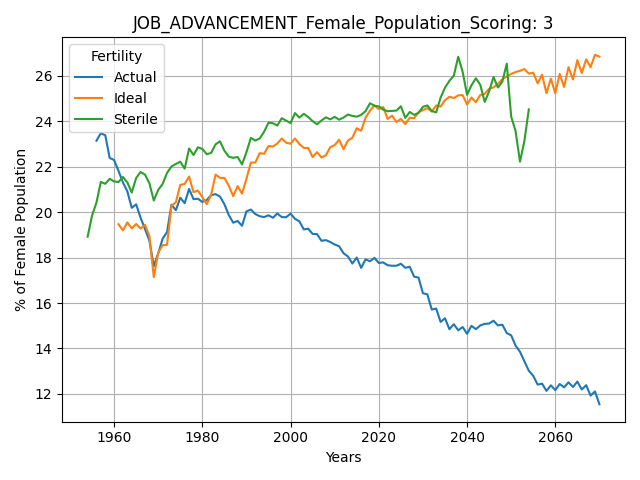 JOB_ADVANCEMENT_Female_Population_Scoring: 3
Fertility
Actual
Ideal
Sterile
% of Female Population
26
24
22
20
18
16
14
12
1960 1980 2000 2020 2040 2060
Years